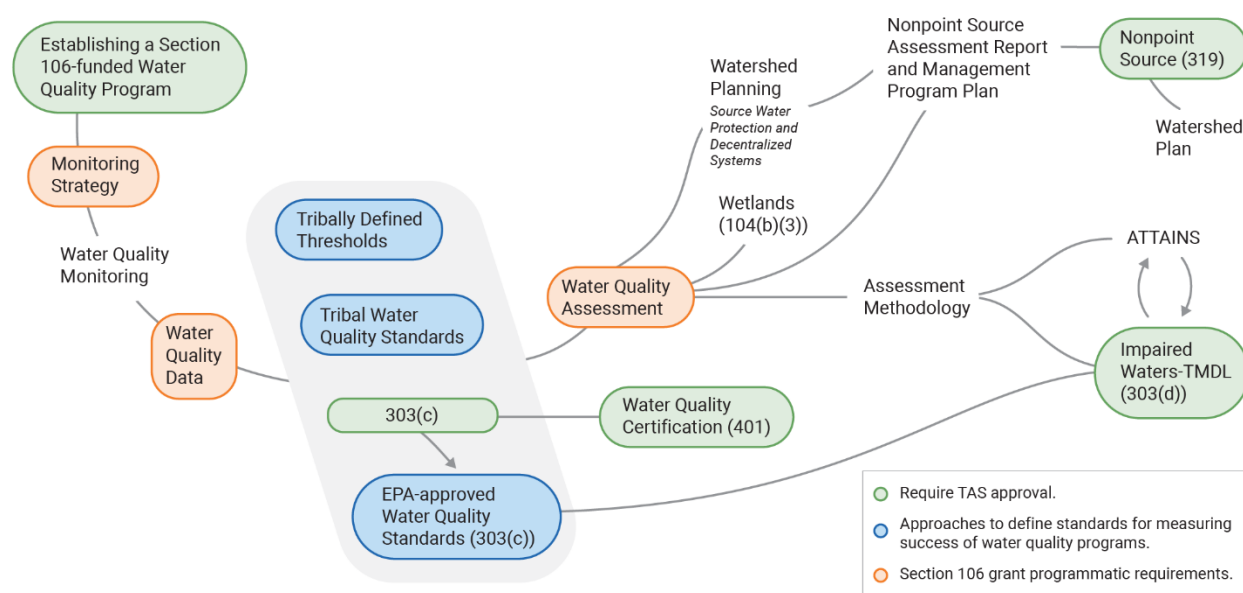 Establishing a Section
106-funded Water
Quality Program
Monitoring
Strategy
Water Quality
Monitoring
Water
Quality
Data
Tribally Defined
Thresholds
Tribal Water
Quality Standards
303(c)
EPA-approved
Water Quality
Standards (303(c))
Water Quality
Certification (401)
Water Quality
Assessment
Watershed
Planning
Source Water
Protection and
Decentralized
Systems
Wetlands
(104(b)(3))
Nonpoint Source
Assessment Report
and Management
Program Plan
Nonpoint
Source (319)
Watershed
Plan
Assessment
Methodology
ATTAINS
Impaired
Waters-TMDL
(303(d))
Require TAS approval.
Approaches to define standards for measuring
success of water quality programs.
Section 106 grant programmatic requirements.